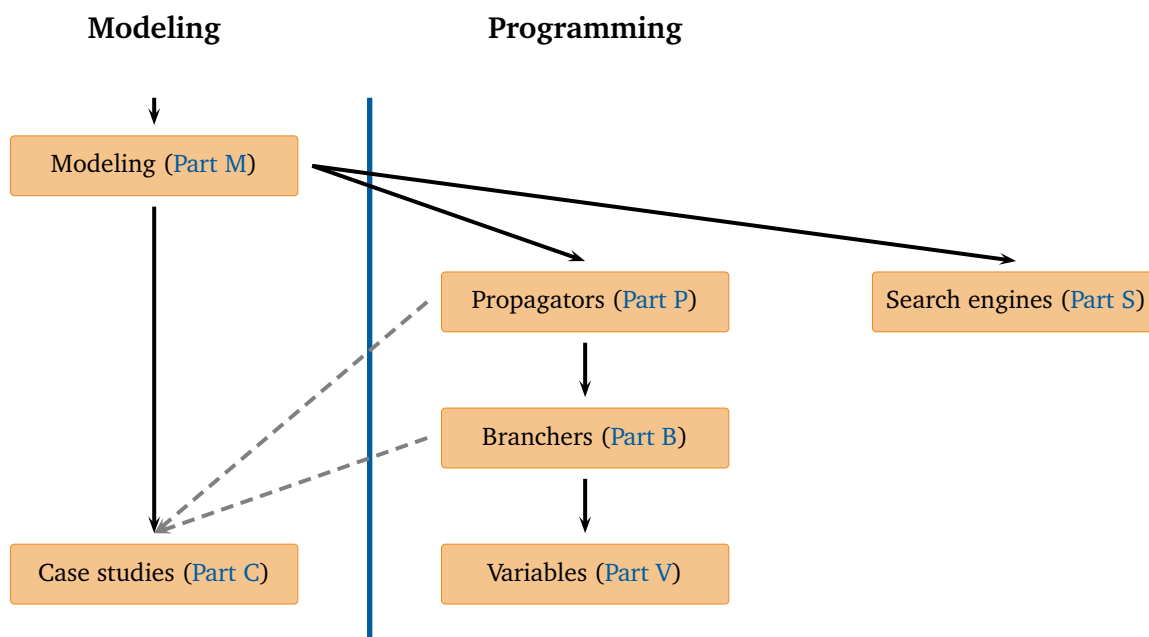 Modeling
Programming
Modeling (Part M)
Propagators (Part P)
Search engines (Part S)
Branchers (Part B)
Case studies (Part C)
Variables (Part V)